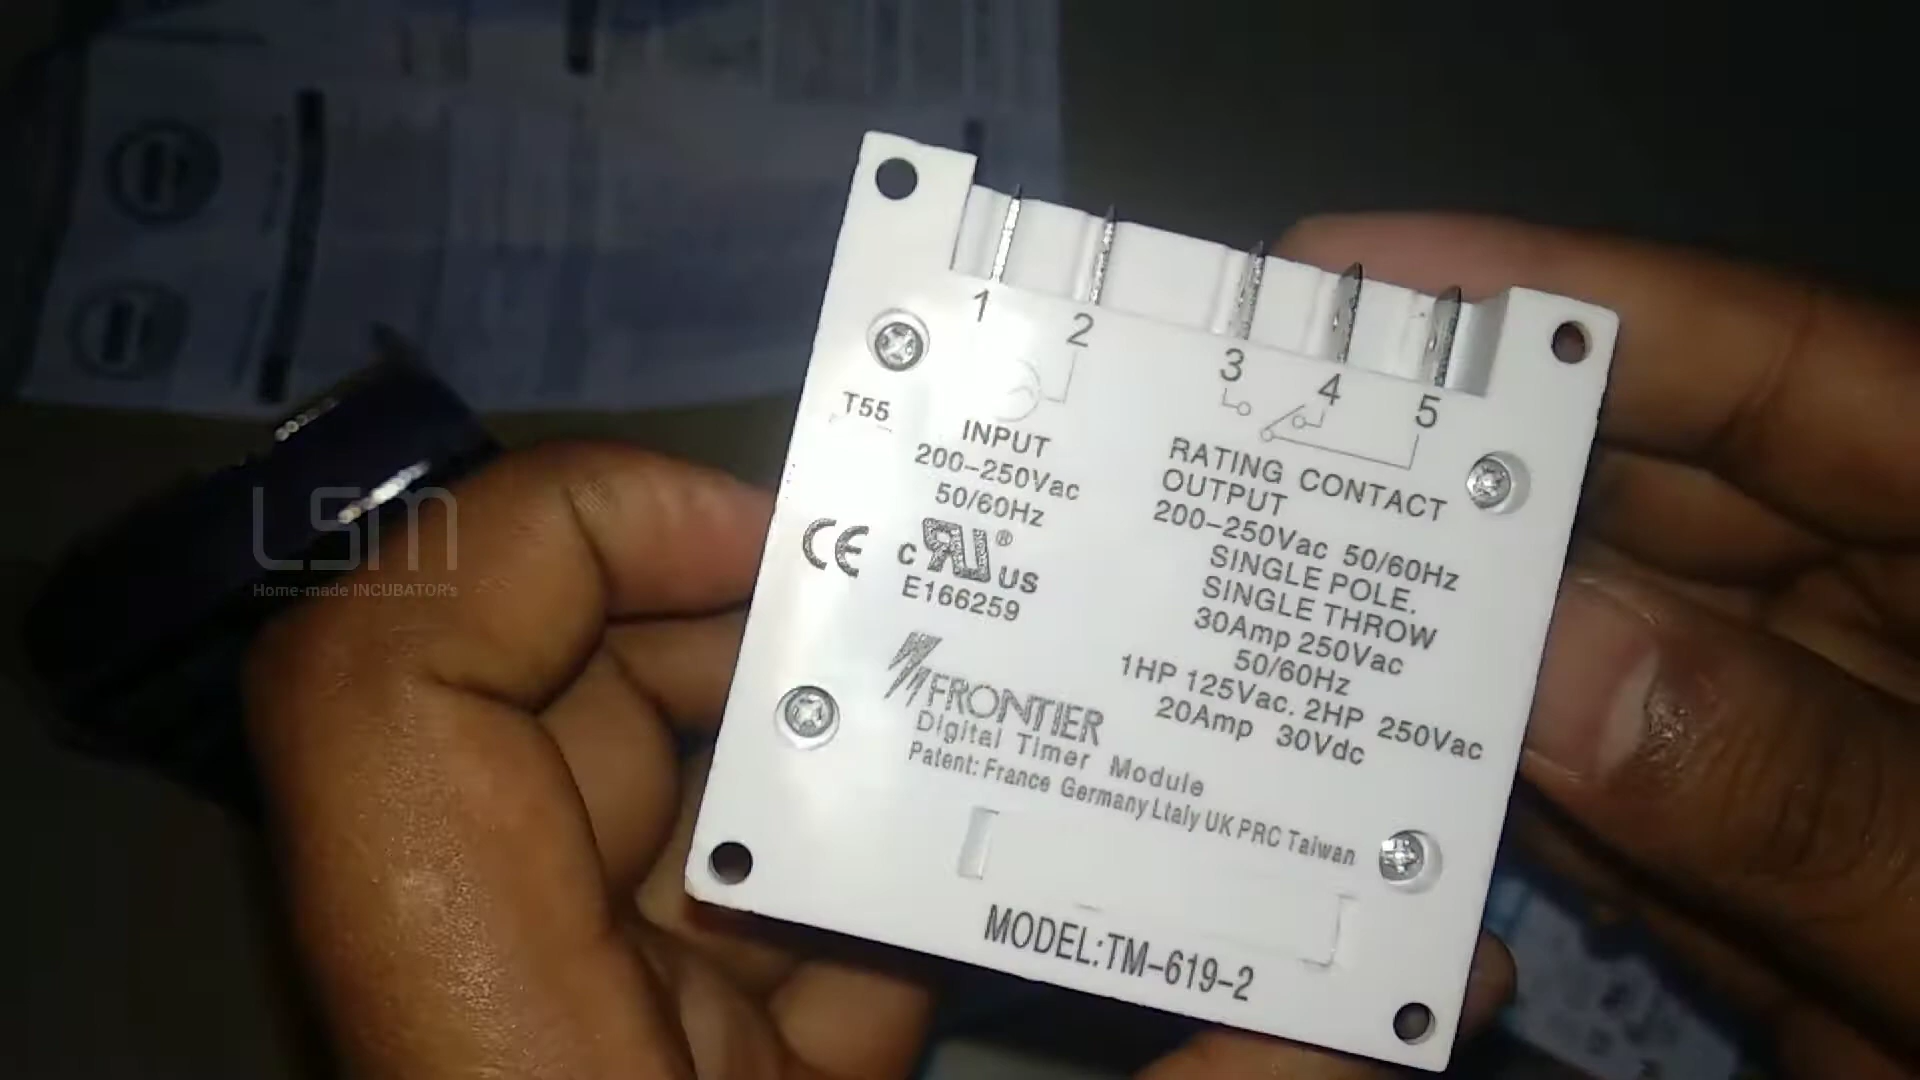 1 2 3 4 5
T55
INPUT
200-250Vac
50/60Hz
CE
c RU® US
E166259
RATING CONTACT
OUTPUT
200-250Vac 50/60Hz
SINGLE POLE.
SINGLE THROW
30Amp 250Vac
50/60Hz
1HP 125Vac. 2HP 250Vac
20Amp 30Vdc
FRONTIER
Digital Timer Module
Patent: France Germany Ltaly UK PRC Taiwan
MODEL:TM-619-2
LSM
Home-made INCUBATOR's